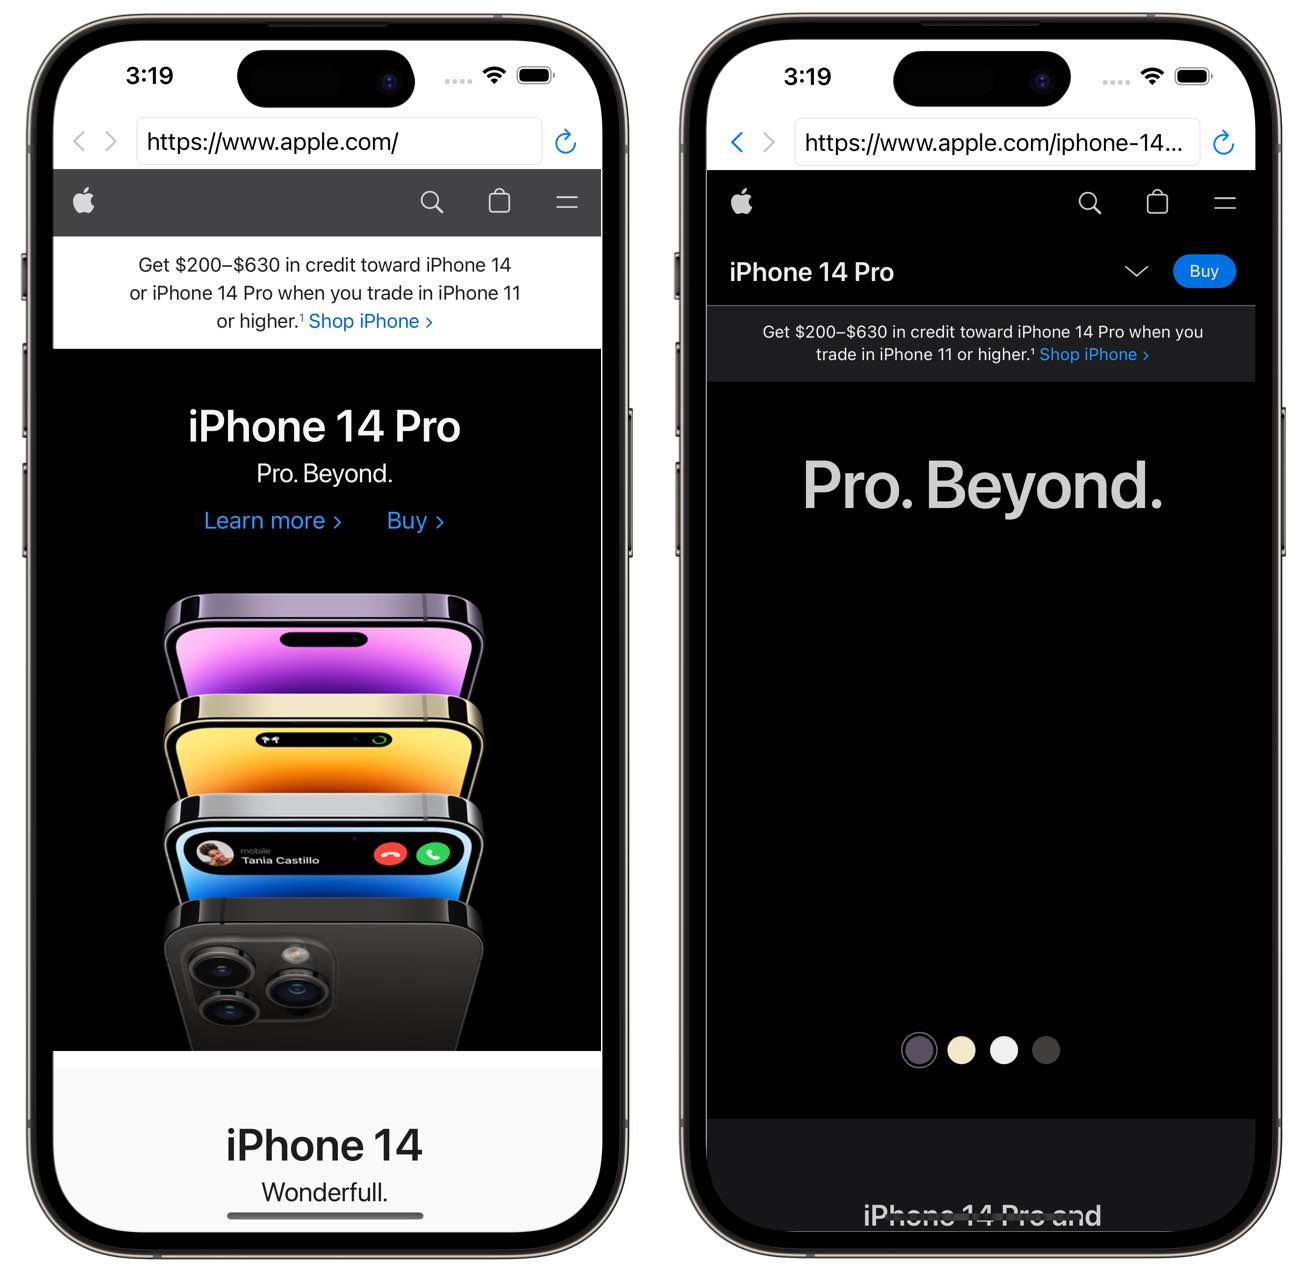 3:19
https://www.apple.com/
Get $200–$630 in credit toward iPhone 14
or iPhone 14 Pro when you trade in iPhone 11
or higher.¹ Shop iPhone >
iPhone 14 Pro
Pro. Beyond.
Learn more > Buy >
mobile
Tania Castillo
iPhone 14
Wonderfull.
3:19
https://www.apple.com/iphone-14...
iPhone 14 Pro
Buy
Get $200–$630 in credit toward iPhone 14 Pro when you
trade in iPhone 11 or higher.¹ Shop iPhone >
Pro. Beyond.
iPhone 14 Pro and